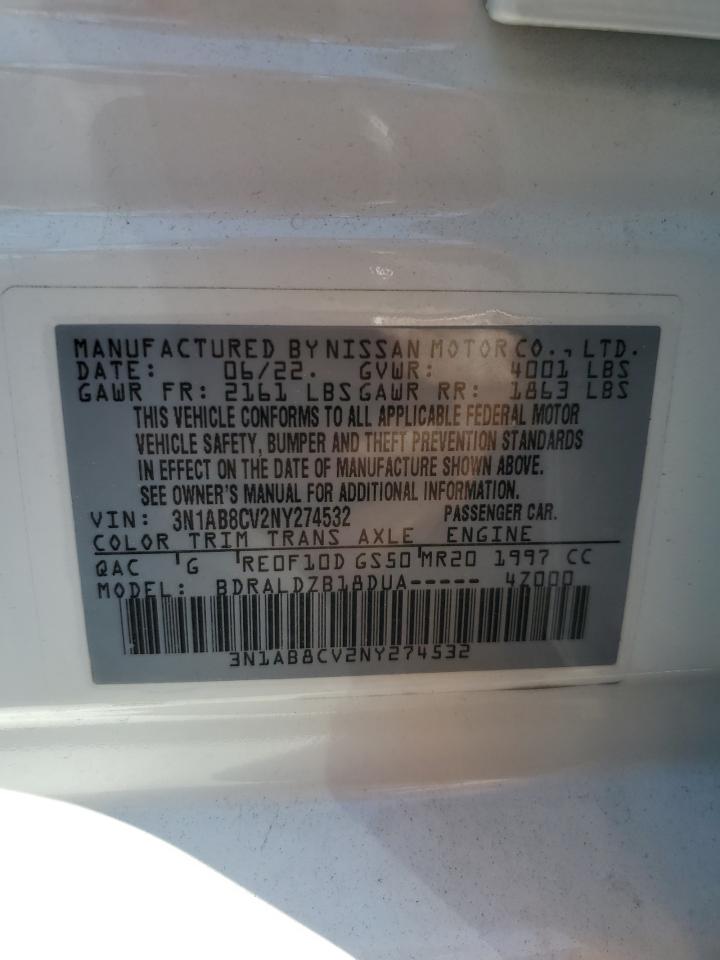 MANUFACTURED BY NISSAN MOTOR CO., LTD.
DATE: 06/22. GVWR: 4001 LBS
GAWR FR: 2161 LBS GAWR RR: 1863 LBS
THIS VEHICLE CONFORMS TO ALL APPLICABLE FEDERAL MOTOR
VEHICLE SAFETY, BUMPER AND THEFT PREVENTION STANDARDS
IN EFFECT ON THE DATE OF MANUFACTURE SHOWN ABOVE.
SEE OWNER'S MANUAL FOR ADDITIONAL INFORMATION.
VIN: 3N1AB8CV2NY274532 PASSENGER CAR.
COLOR TRIM TRANS AXLE ENGINE
QAC G RE0F10D GS50 MR20 1997 CC
MODEL: BDRALDZB18DUA----- 4Z000
3N1AB8CV2NY274532